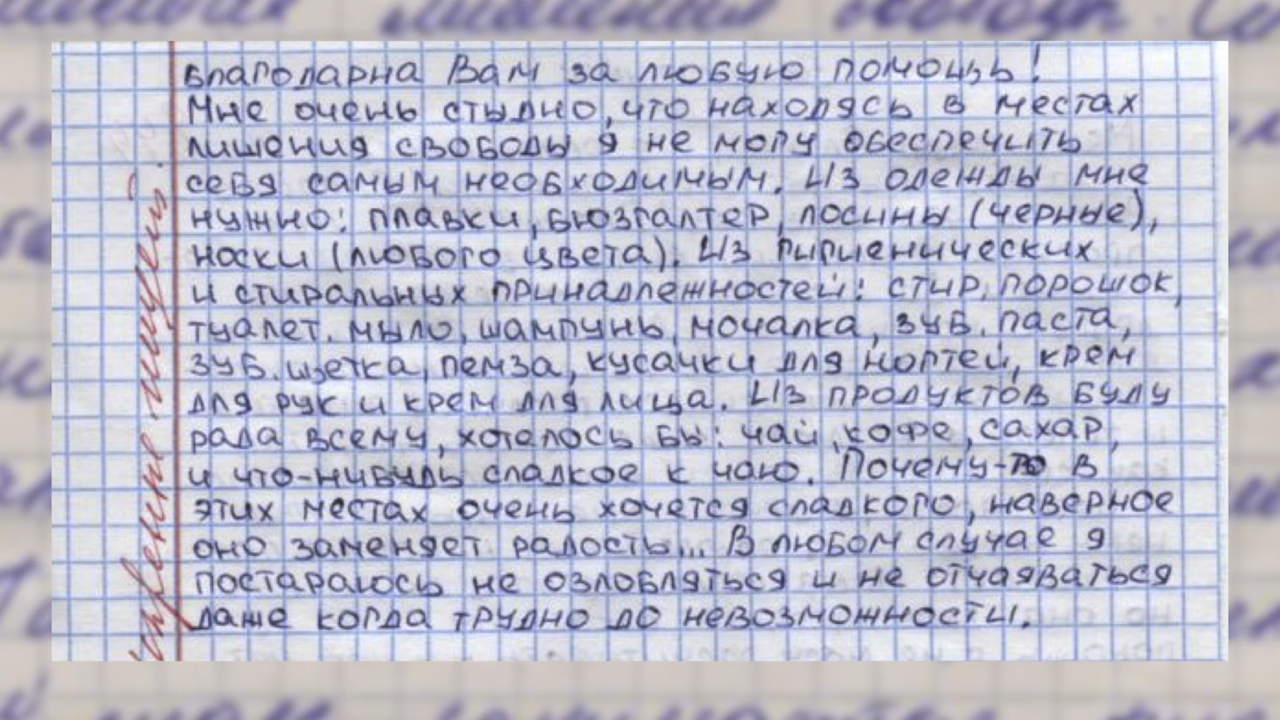 Благодарна Вам за любую помощь!
Мне очень стыдно, что находясь в местах
лишения свободы я не могу обеспечить
себя самым необходимым. Из одежды мне
нужно: плавки, бюзгалтер, лосины (черные),
носки (любого цвета). Из гигиенических
и стиральных принадлежностей: стир. порошок,
туалет. мыло, шампунь, мочалка, зуб. паста,
зуб. щетка, пемза, кусачки для ногтей, крем
для рук и крем для лица. Из продуктов буду
рада всему, хотелось бы: чай, кофе, сахар,
и что-нибудь сладкое к чаю. Почему-то в
этих местах очень хочется сладкого, наверное
оно заменяет радость... В любом случае я
постараюсь не озлобляться и не отчаяваться
даже когда трудно до невозможности.